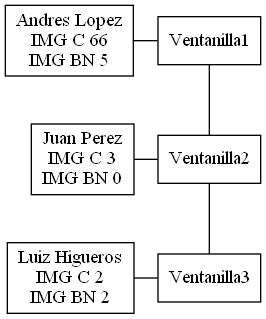 Andres Lopez
IMG C 66
IMG BN 5
Ventanilla1
Juan Perez
IMG C 3
IMG BN 0
Ventanilla2
Luiz Higueros
IMG C 2
IMG BN 2
Ventanilla3